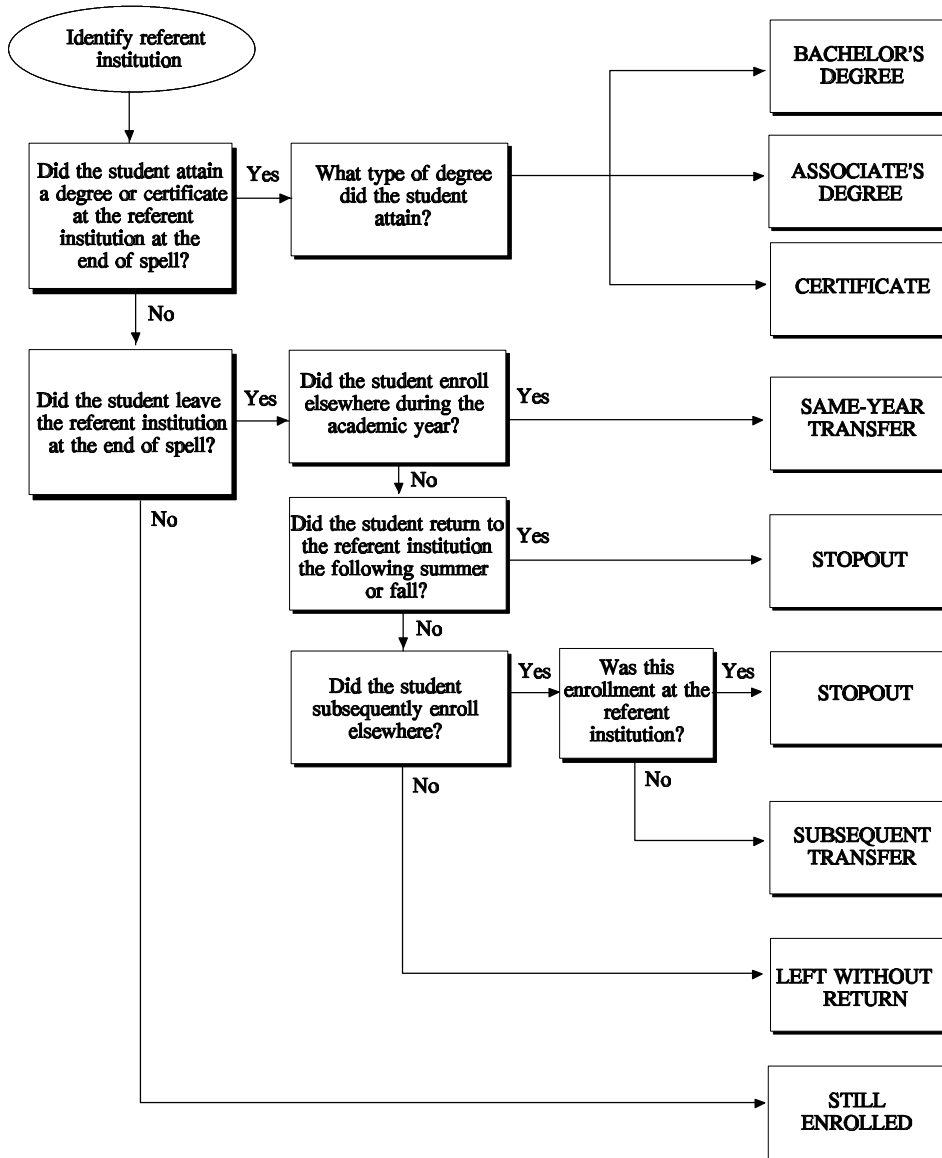 Identify referent
institution
BACHELOR'S
DEGREE
Did the student attain
a degree or certificate
at the referent
institution at the
end of spell?
Yes
What type of degree
did the student
attain?
ASSOCIATE'S
DEGREE
CERTIFICATE
No
Did the student leave
the referent institution
at the end of spell?
Yes
Did the student enroll
elsewhere during the
academic year?
Yes
SAME-YEAR
TRANSFER
No
No
Did the student return to
the referent institution
the following summer
or fall?
Yes
STOPOUT
No
Did the student
subsequently enroll
elsewhere?
Yes
Was this
enrollment at the
referent
institution?
Yes
STOPOUT
No
No
SUBSEQUENT
TRANSFER
LEFT WITHOUT
RETURN
STILL
ENROLLED